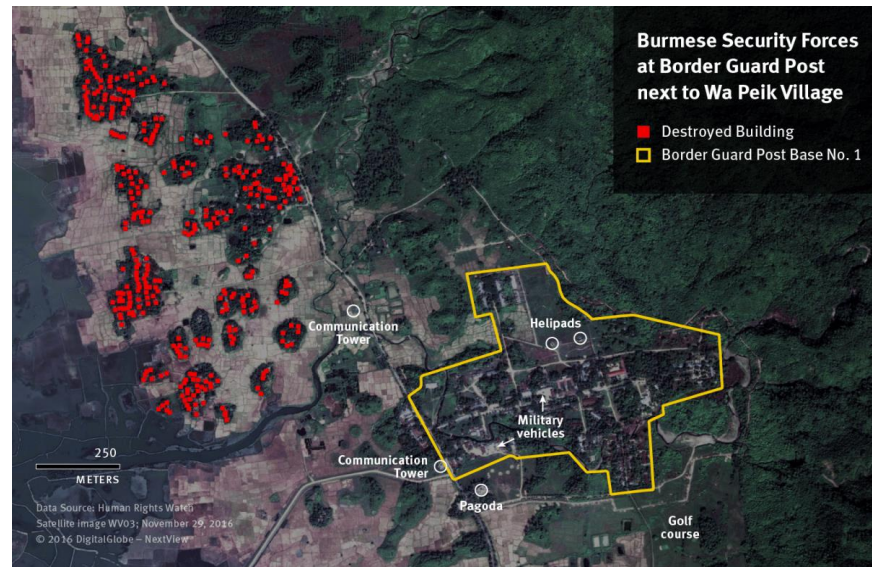 Burmese Security Forces
at Border Guard Post
next to Wa Peik Village
Destroyed Building
Border Guard Post Base No. 1
Communication
Tower
Helipads
Military
vehicles
Communication
Tower
Pagoda
Golf
course
250
METERS
Data Source: Human Rights Watch
Satellite image WV03; November 29, 2016
© 2016 DigitalGlobe – NextView